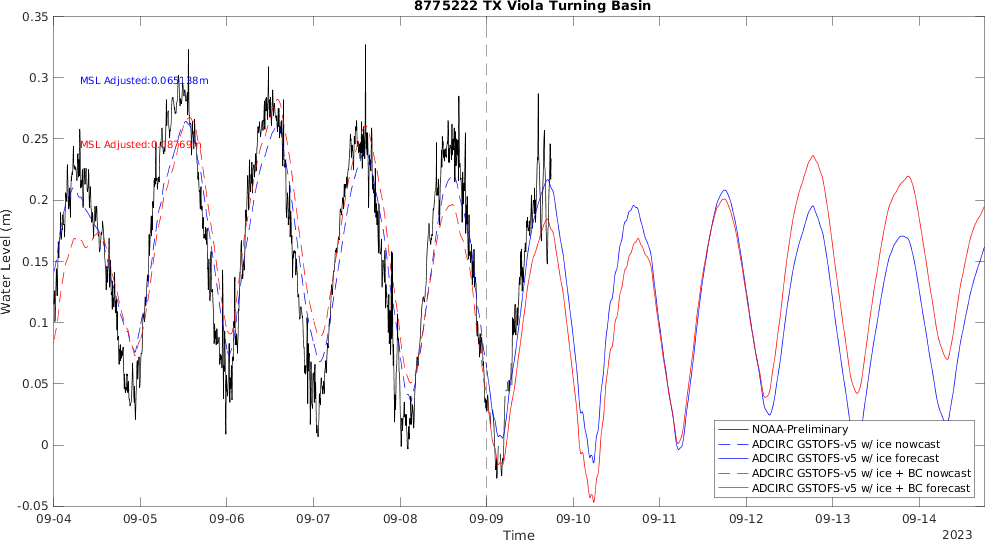 8775222 TX Viola Turning Basin
0.35
0.3
0.25
0.2
0.15
0.1
0.05
0
-0.05
Water Level (m)
MSL Adjusted:0.065138m
MSL
NOAA-Preliminary
ADCIRC GSTOFS-v5 w/ice nowcast
ADCIRC GSTOFS-v5 w/ice forecast
ADCIRC GSTOFS-v5 w/ice + BC nowcast
ADCIRC GSTOFS-v5 w/ice + BC forecast
09-04 09-05 09-06 09-07 09-08 09-09 09-10 09-11 09-12 09-13 09-14
Time
2023